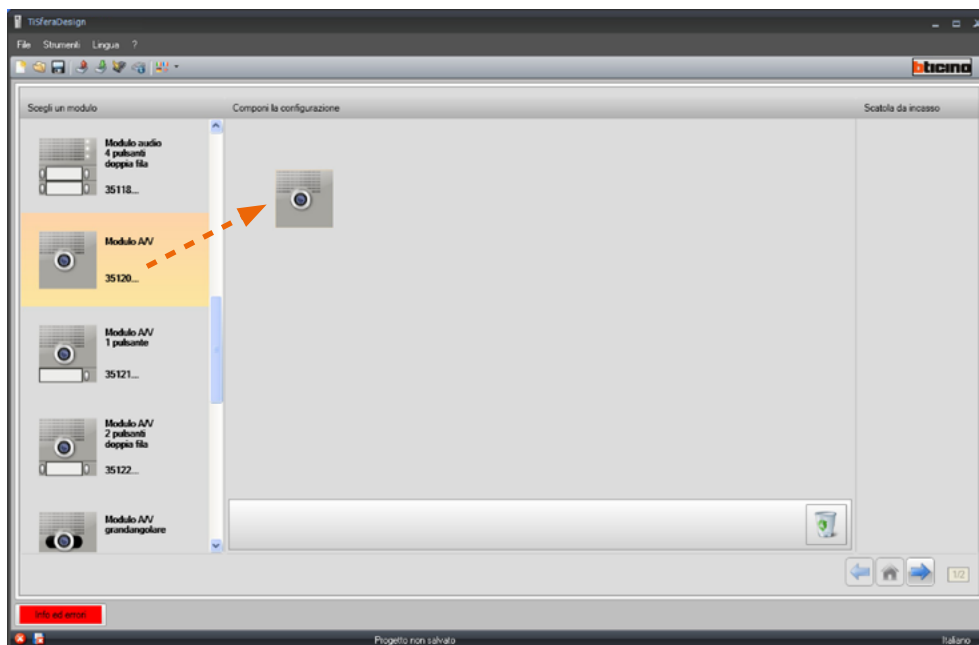 TiSferaDesign
File Strumenti Lingua ?
bticino
Scegli un modulo
Componi la configurazione
Scatola da incasso
Modulo audio
4 pulsanti
doppia fila
35118...
Modulo A/V
35120...
Modulo A/V
1 pulsante
35121...
Modulo A/V
2 pulsanti
doppia fila
35122...
Modulo A/V
grandangolare
1/2
Info ed errori
Progetto non salvato
Italiano